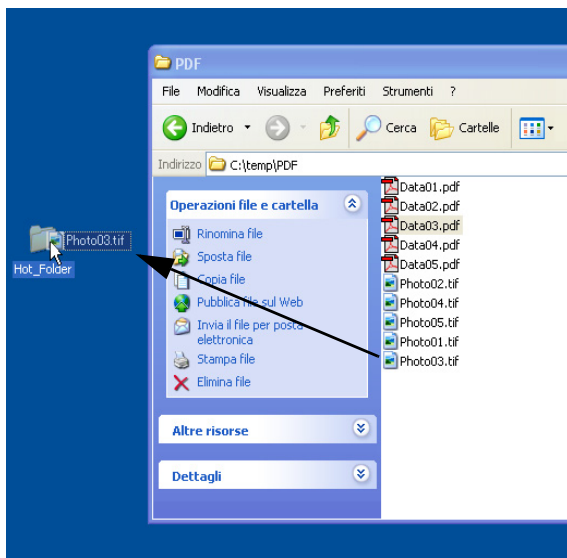 PDF
File Modifica Visualizza Preferiti Strumenti ?
Indietro Cerca Cartelle
Indirizzo C:\temp\PDF
Operazioni file e cartella
Rinomina file
Sposta file
Copia file
Pubblica file sul Web
Invia il file per posta
elettronica
Stampa file
Elimina file
Altre risorse
Dettagli
Data01.pdf
Data02.pdf
Data03.pdf
Data04.pdf
Data05.pdf
Photo02.tif
Photo04.tif
Photo05.tif
Photo01.tif
Photo03.tif
Photo03.tif
Hot_Folder